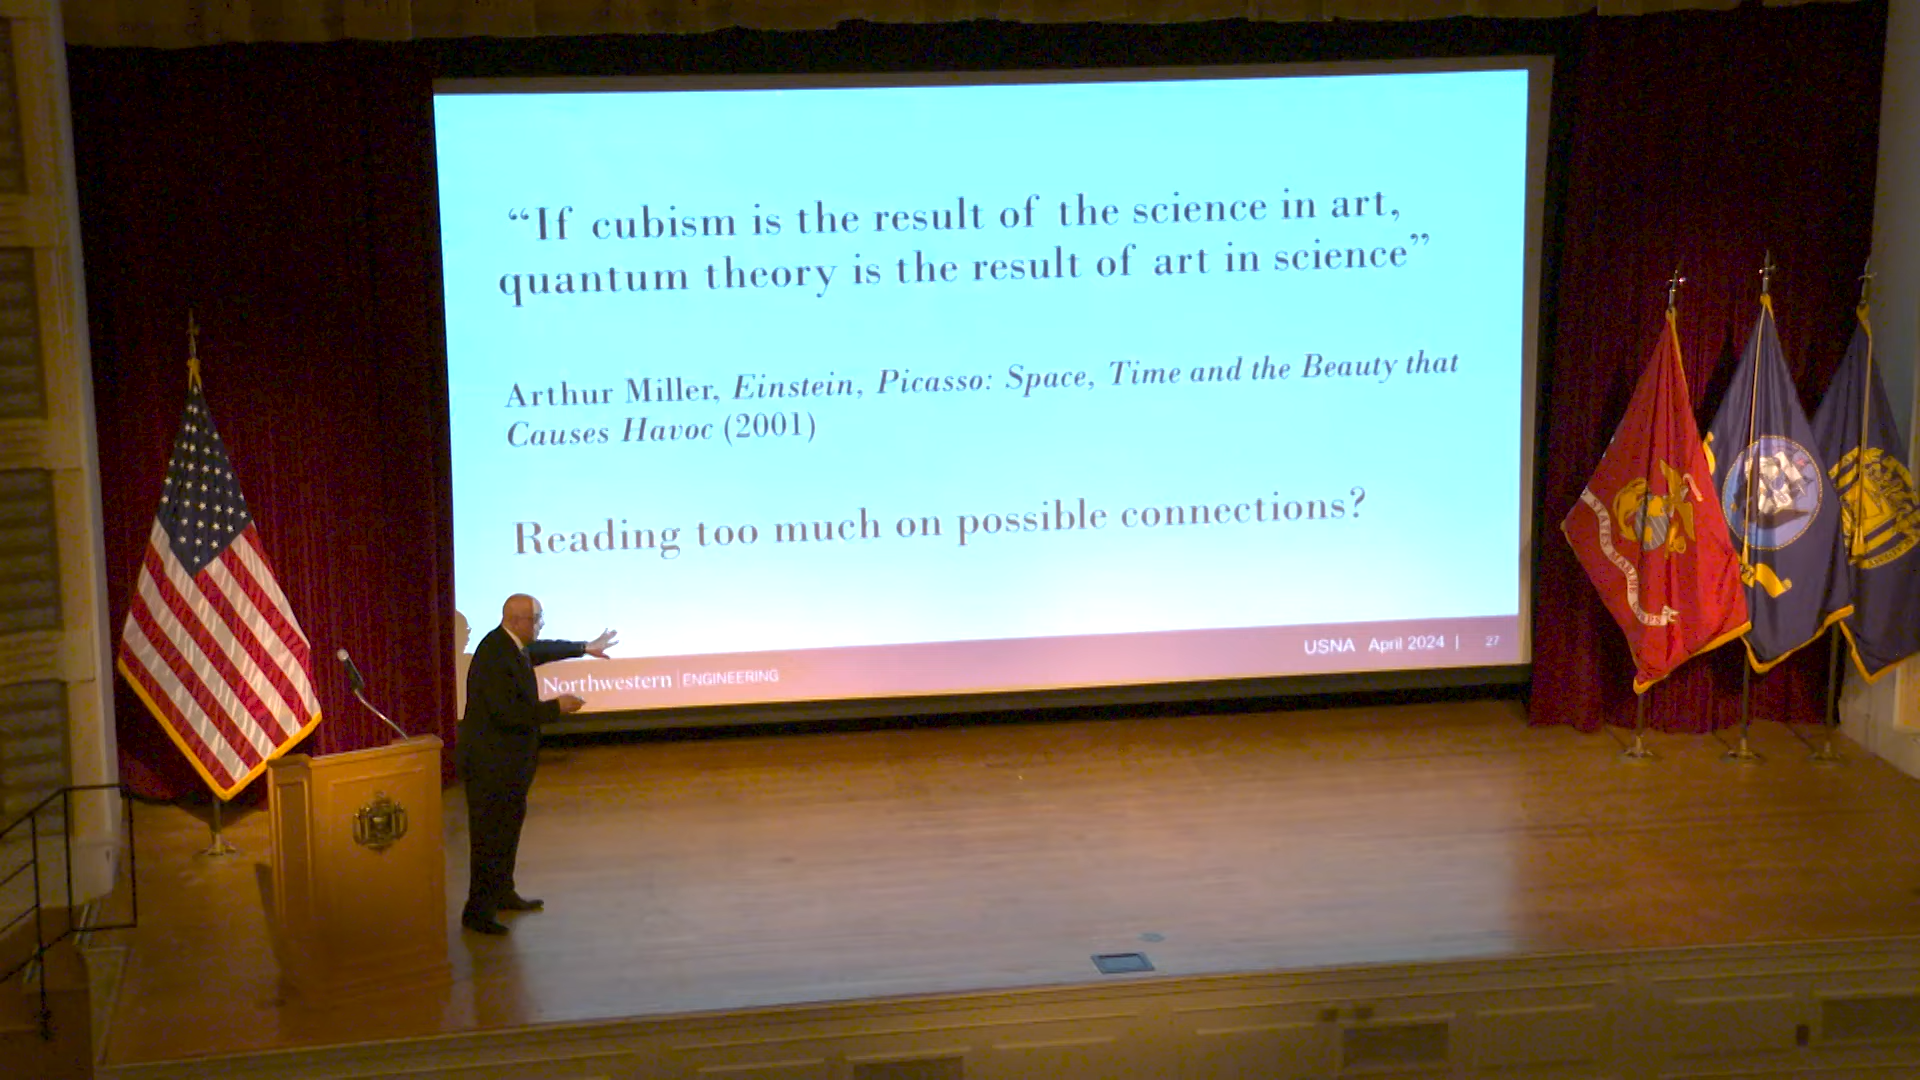 “If cubism is the result of the science in art,
quantum theory is the result of art in science”
Arthur Miller, Einstein, Picasso: Space, Time and the Beauty that
Causes Havoc (2001)
Reading too much on possible connections?
Northwestern | ENGINEERING
USNA April 2024 | 27